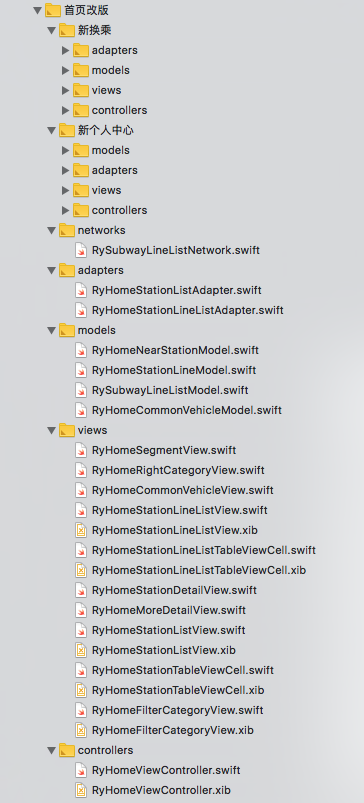 首页改版
新换乘
adapters
models
views
controllers
新个人中心
models
adapters
views
controllers
networks
RySubwayLineListNetwork.swift
adapters
RyHomeStationListAdapter.swift
RyHomeStationLineListAdapter.swift
models
RyHomeNearStationModel.swift
RyHomeStationLineModel.swift
RySubwayLineListModel.swift
RyHomeCommonVehicleModel.swift
views
RyHomeSegmentView.swift
RyHomeRightCategoryView.swift
RyHomeCommonVehicleView.swift
RyHomeStationLineListView.swift
RyHomeStationLineListView.xib
RyHomeStationLineListTableViewCell.swift
RyHomeStationLineListTableViewCell.xib
RyHomeStationDetailView.swift
RyHomeMoreDetailView.swift
RyHomeStationListView.swift
RyHomeStationListView.xib
RyHomeStationTableViewCell.swift
RyHomeStationTableViewCell.xib
RyHomeFilterCategoryView.swift
RyHomeFilterCategoryView.xib
controllers
RyHomeViewController.swift
RyHomeViewController.xib